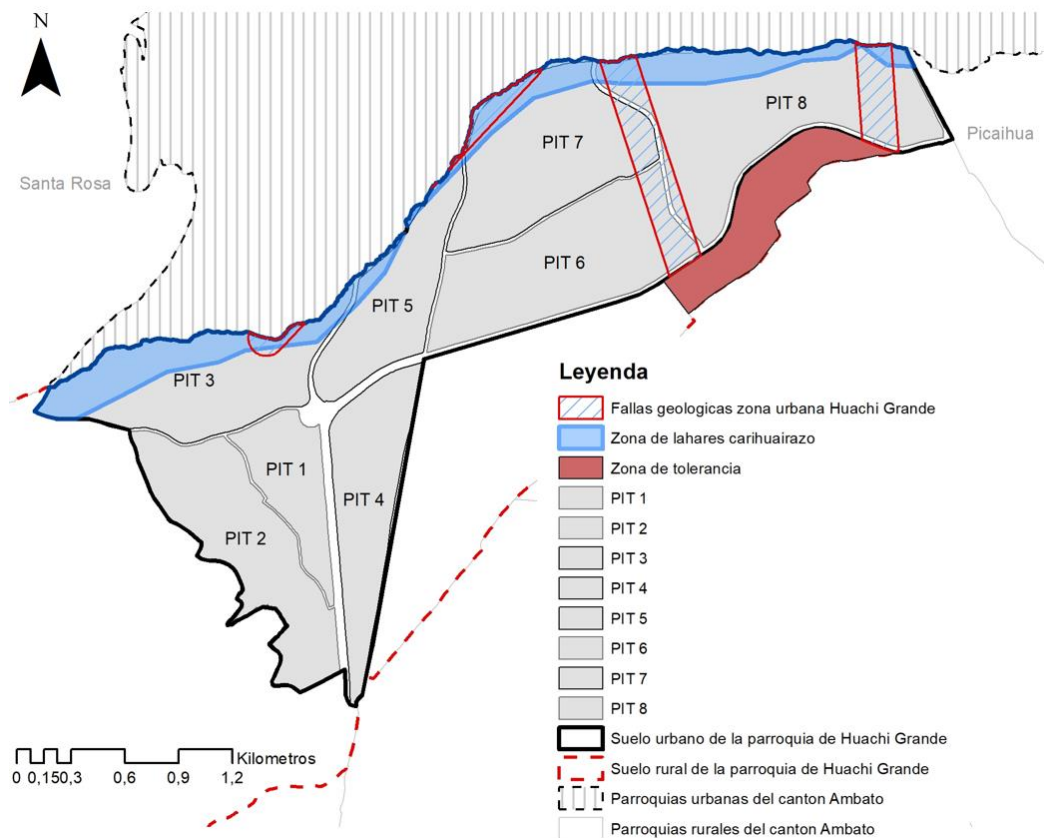 N
Santa Rosa
Picaihua
PIT 8
PIT 7
PIT 6
PIT 5
PIT 3
PIT 1
PIT 4
PIT 2
Leyenda
Fallas geologicas zona urbana Huachi Grande
Zona de lahares carihuairazo
Zona de tolerancia
PIT 1
PIT 2
PIT 3
PIT 4
PIT 5
PIT 6
PIT 7
PIT 8
Suelo urbano de la parroquia de Huachi Grande
Suelo rural de la parroquia de Huachi Grande
Parroquias urbanas del canton Ambato
Parroquias rurales del canton Ambato
Kilometros
0 0,150,3 0,6 0,9 1,2